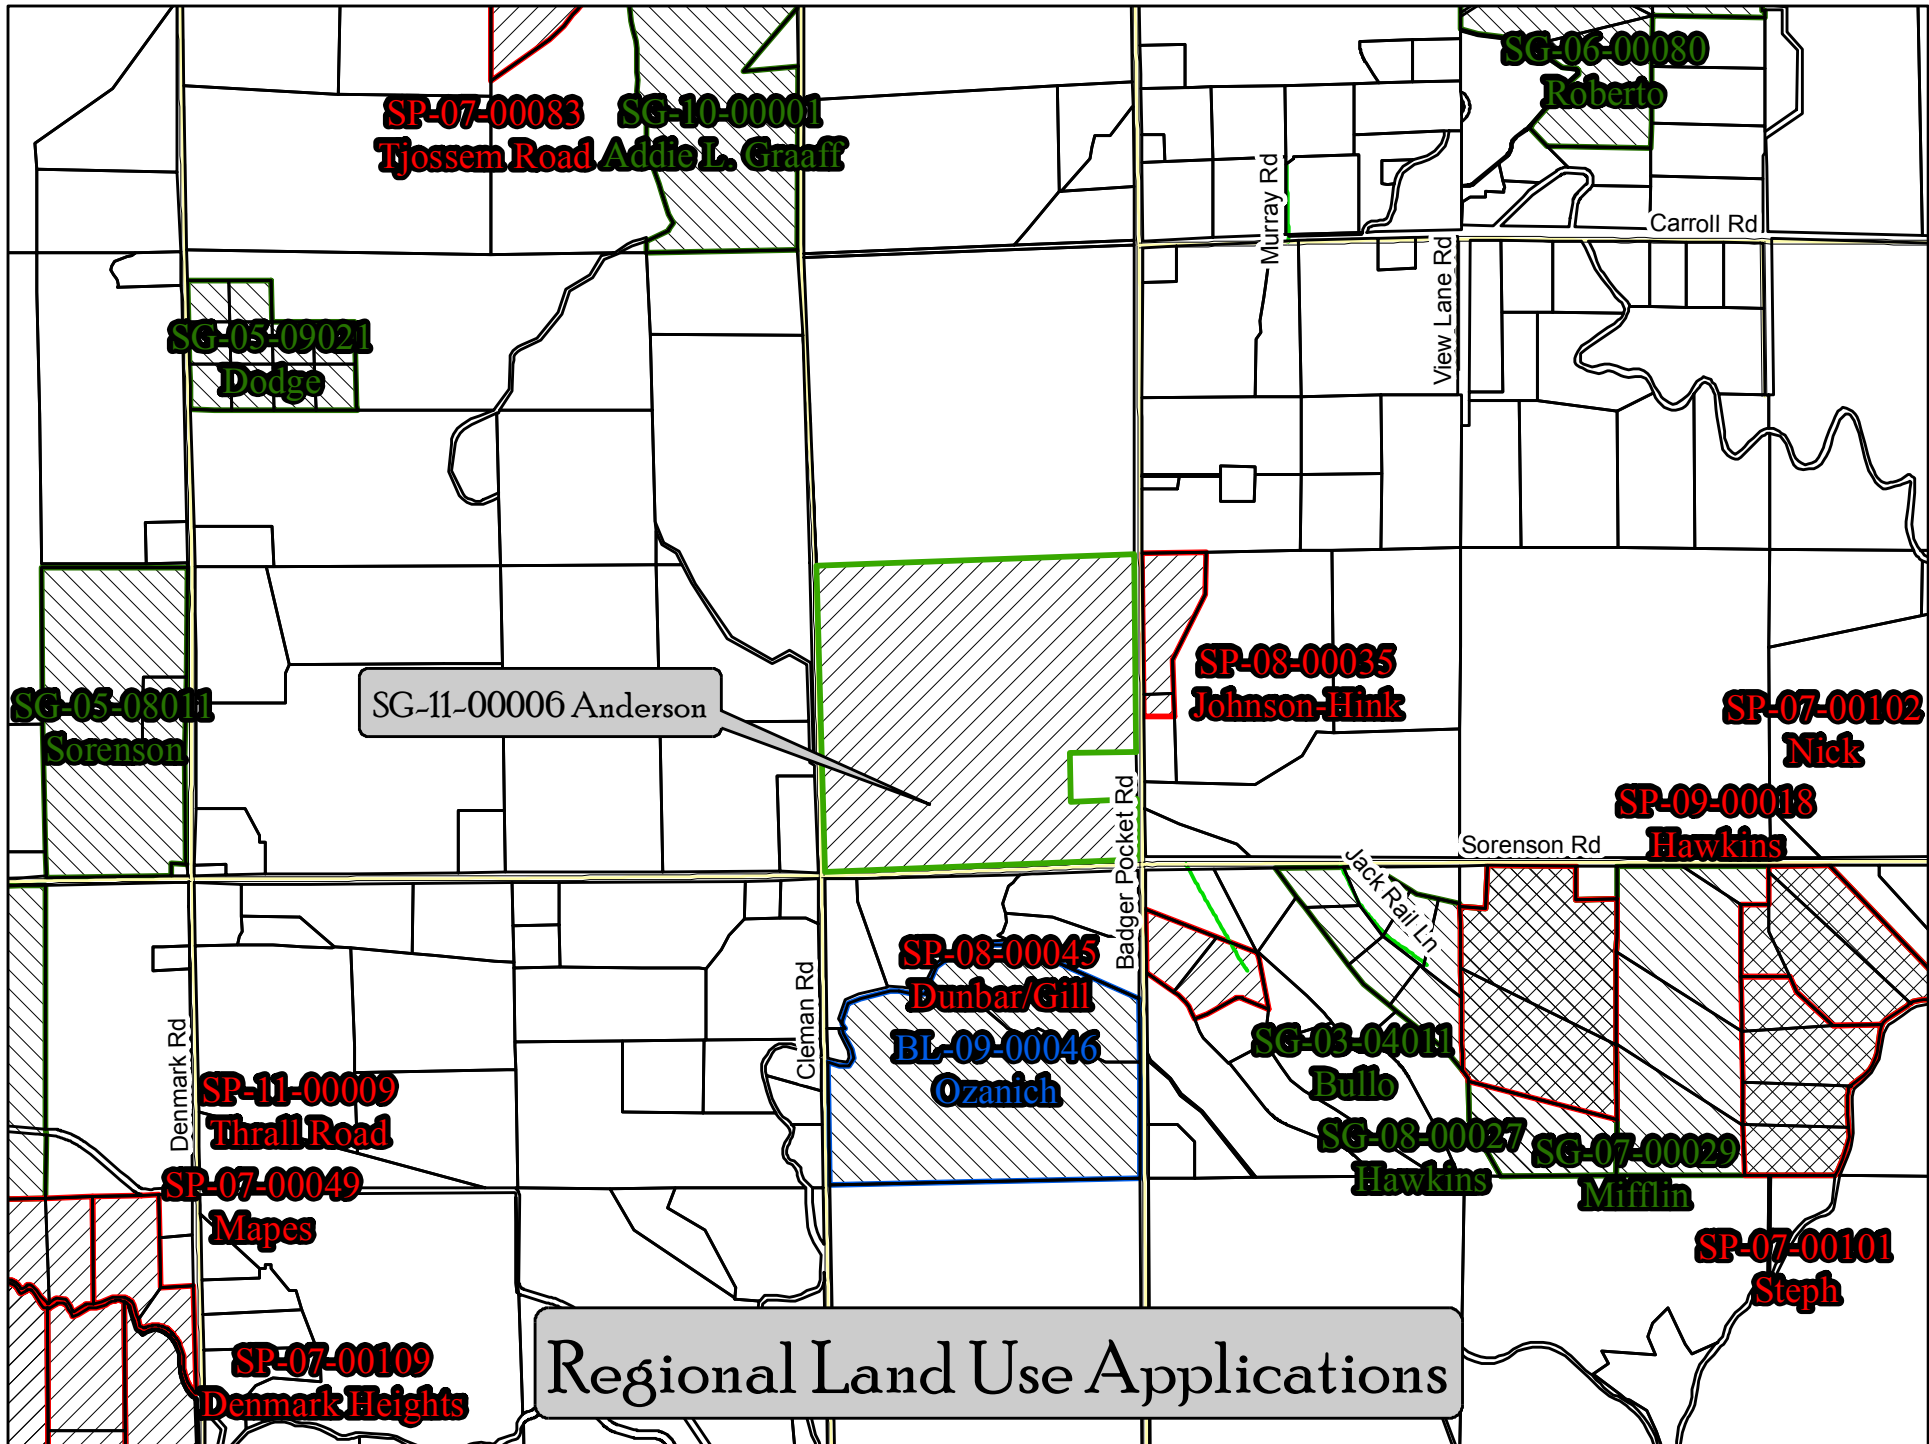 SG-06-00080
Roberto
SP-07-00083
Tjossem Road
SG-10-00001
Addie L. Graaff
Murray Rd
Carroll Rd
View Lane Rd
SG-05-09021
Dodge
SP-08-00035
Johnson-Hink
SG-05-08011
Sorenson
SG-11-00006 Anderson
SP-07-00102
Nick
SP-09-00018
Hawkins
Sorenson Rd
Badger Pocket Rd
Jack Rail Ln
SP-08-00045
Dunbar/Gill
BL-09-00046
Ozanich
Cleman Rd
Denmark Rd
SG-03-04011
Bullo
SP-11-00009
Thrall Road
SG-08-00027
Hawkins
SG-07-00029
Mifflin
SP-07-00049
Mapes
SP-07-00101
Steph
SP-07-00109
Denmark Heights
Regional Land Use Applications